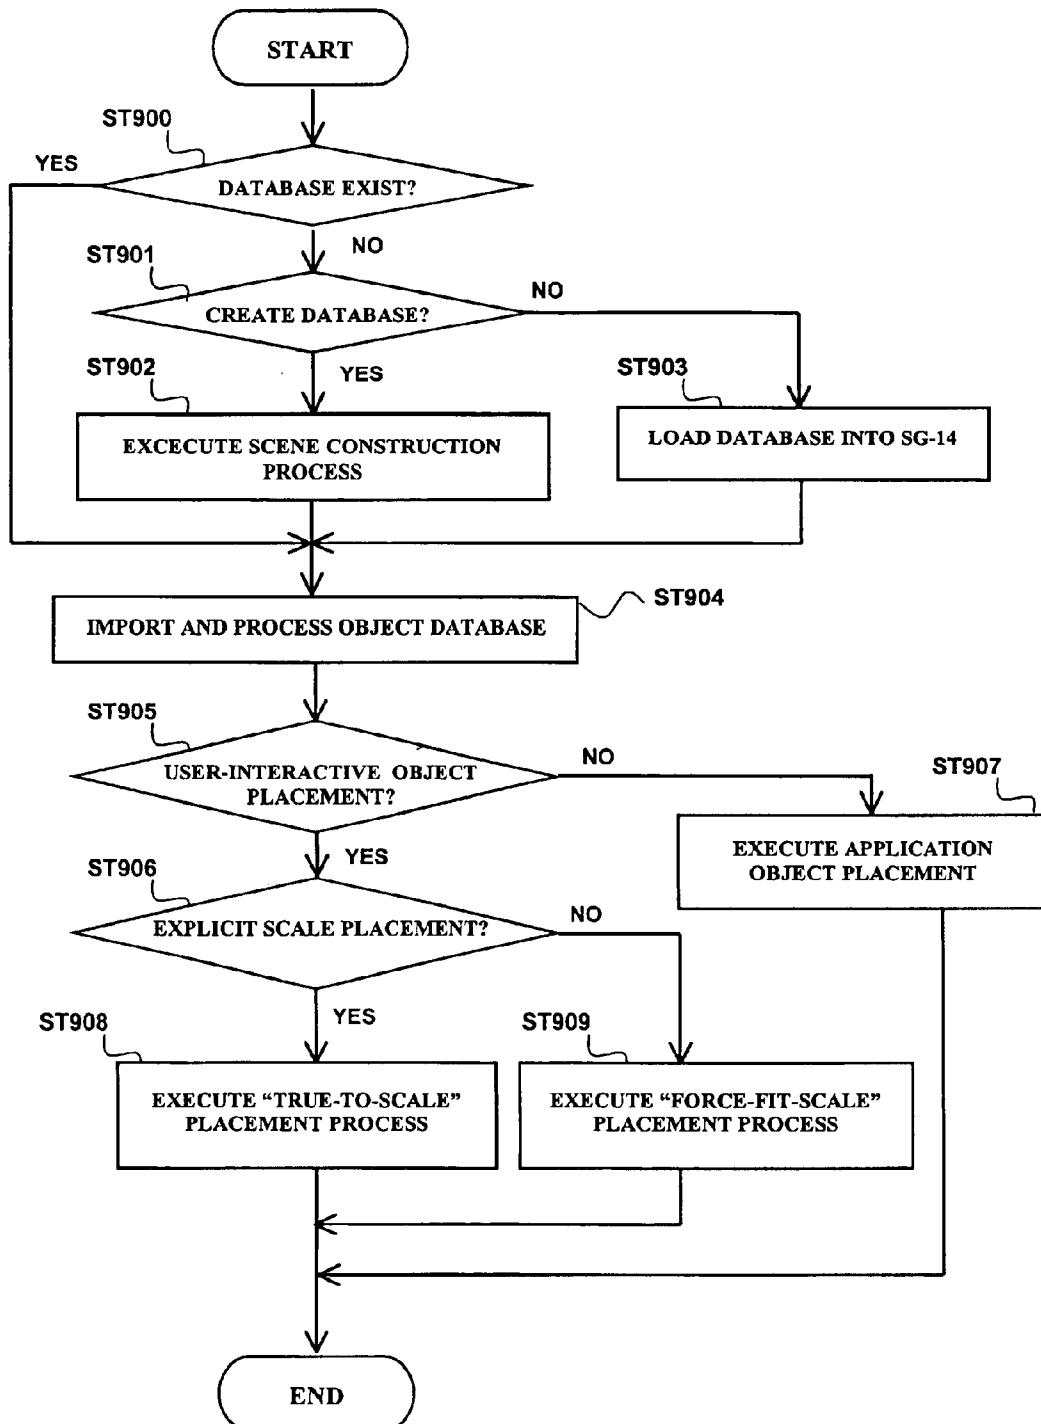 START
ST900
YES
DATABASE EXIST?
NO
ST901
CREATE DATABASE?
NO
ST902
YES
ST903
EXCECUTE SCENE CONSTRUCTION
PROCESS
LOAD DATABASE INTO SG-14
ST904
IMPORT AND PROCESS OBJECT DATABASE
ST905
USER-INTERACTIVE OBJECT
PLACEMENT?
NO
ST907
YES
EXECUTE APPLICATION
OBJECT PLACEMENT
ST906
EXPLICIT SCALE PLACEMENT?
NO
YES
ST908
ST909
EXECUTE “TRUE-TO-SCALE”
PLACEMENT PROCESS
EXECUTE “FORCE-FIT-SCALE”
PLACEMENT PROCESS
END